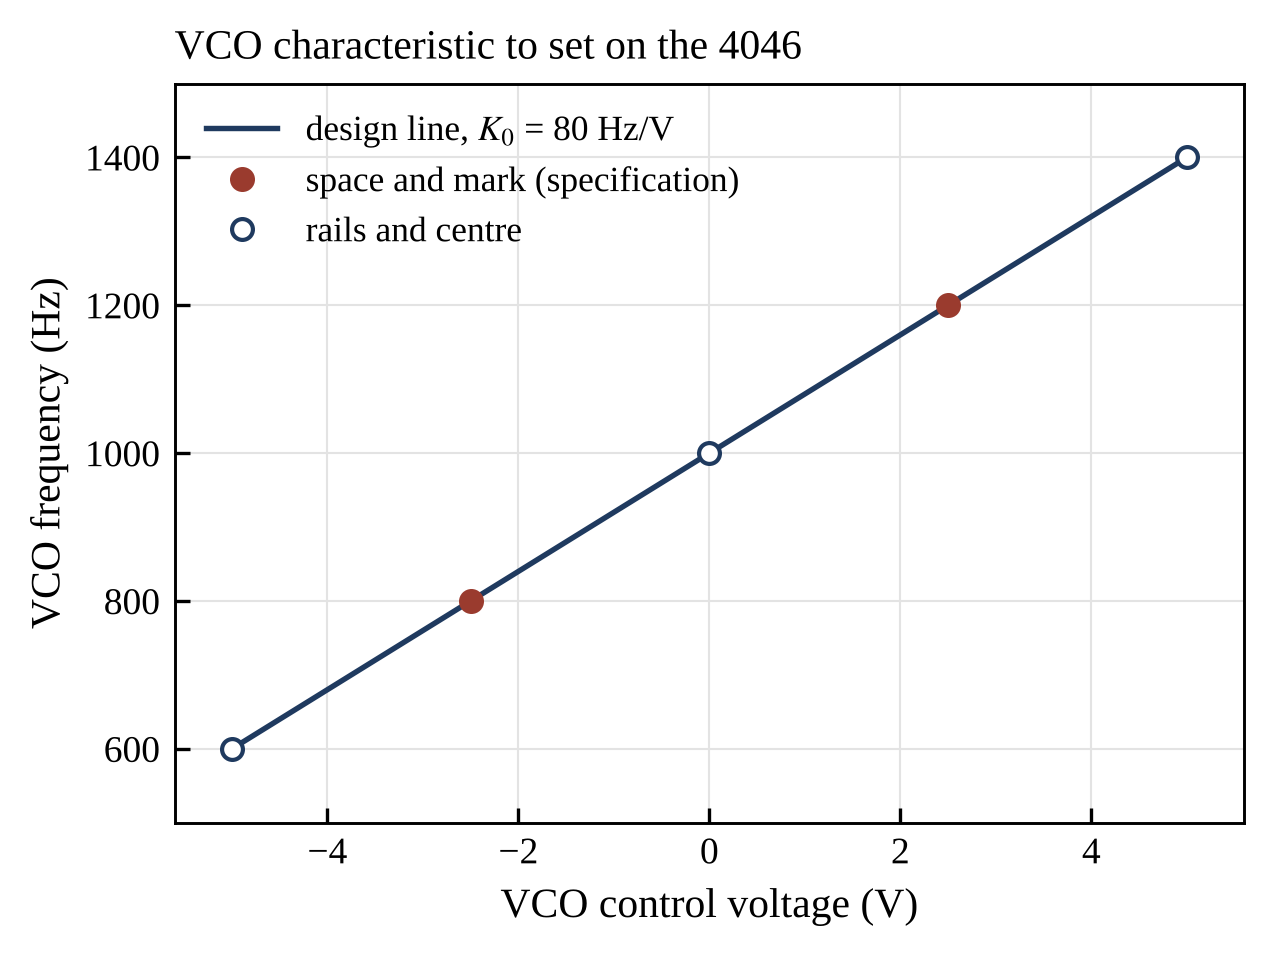 VCO characteristic to set on the 4046
design line, K₀ = 80 Hz/V
space and mark (specification)
rails and centre
VCO frequency (Hz)
1400
1200
1000
800
600
−4
−2
0
2
4
VCO control voltage (V)